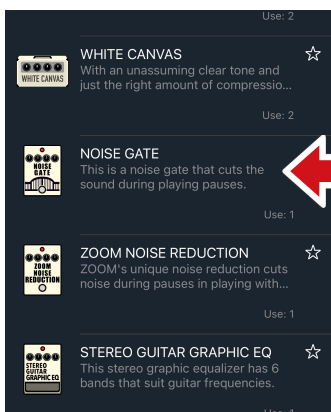 Use: 2
WHITE CANVAS
WHITE CANVAS
With an unassuming clear tone and
just the right amount of compressio...
Use: 2
NOISE
GATE
NOISE GATE
This is a noise gate that cuts the
sound during playing pauses.
Use: 1
ZOOM
NOISE
REDUCTION
ZOOM NOISE REDUCTION
ZOOM's unique noise reduction cuts
noise during pauses in playing with...
Use: 1
STEREO
GUITAR
GRAPHIC EQ
STEREO GUITAR GRAPHIC EQ
This stereo graphic equalizer has 6
bands that suit guitar frequencies.
Use: 1